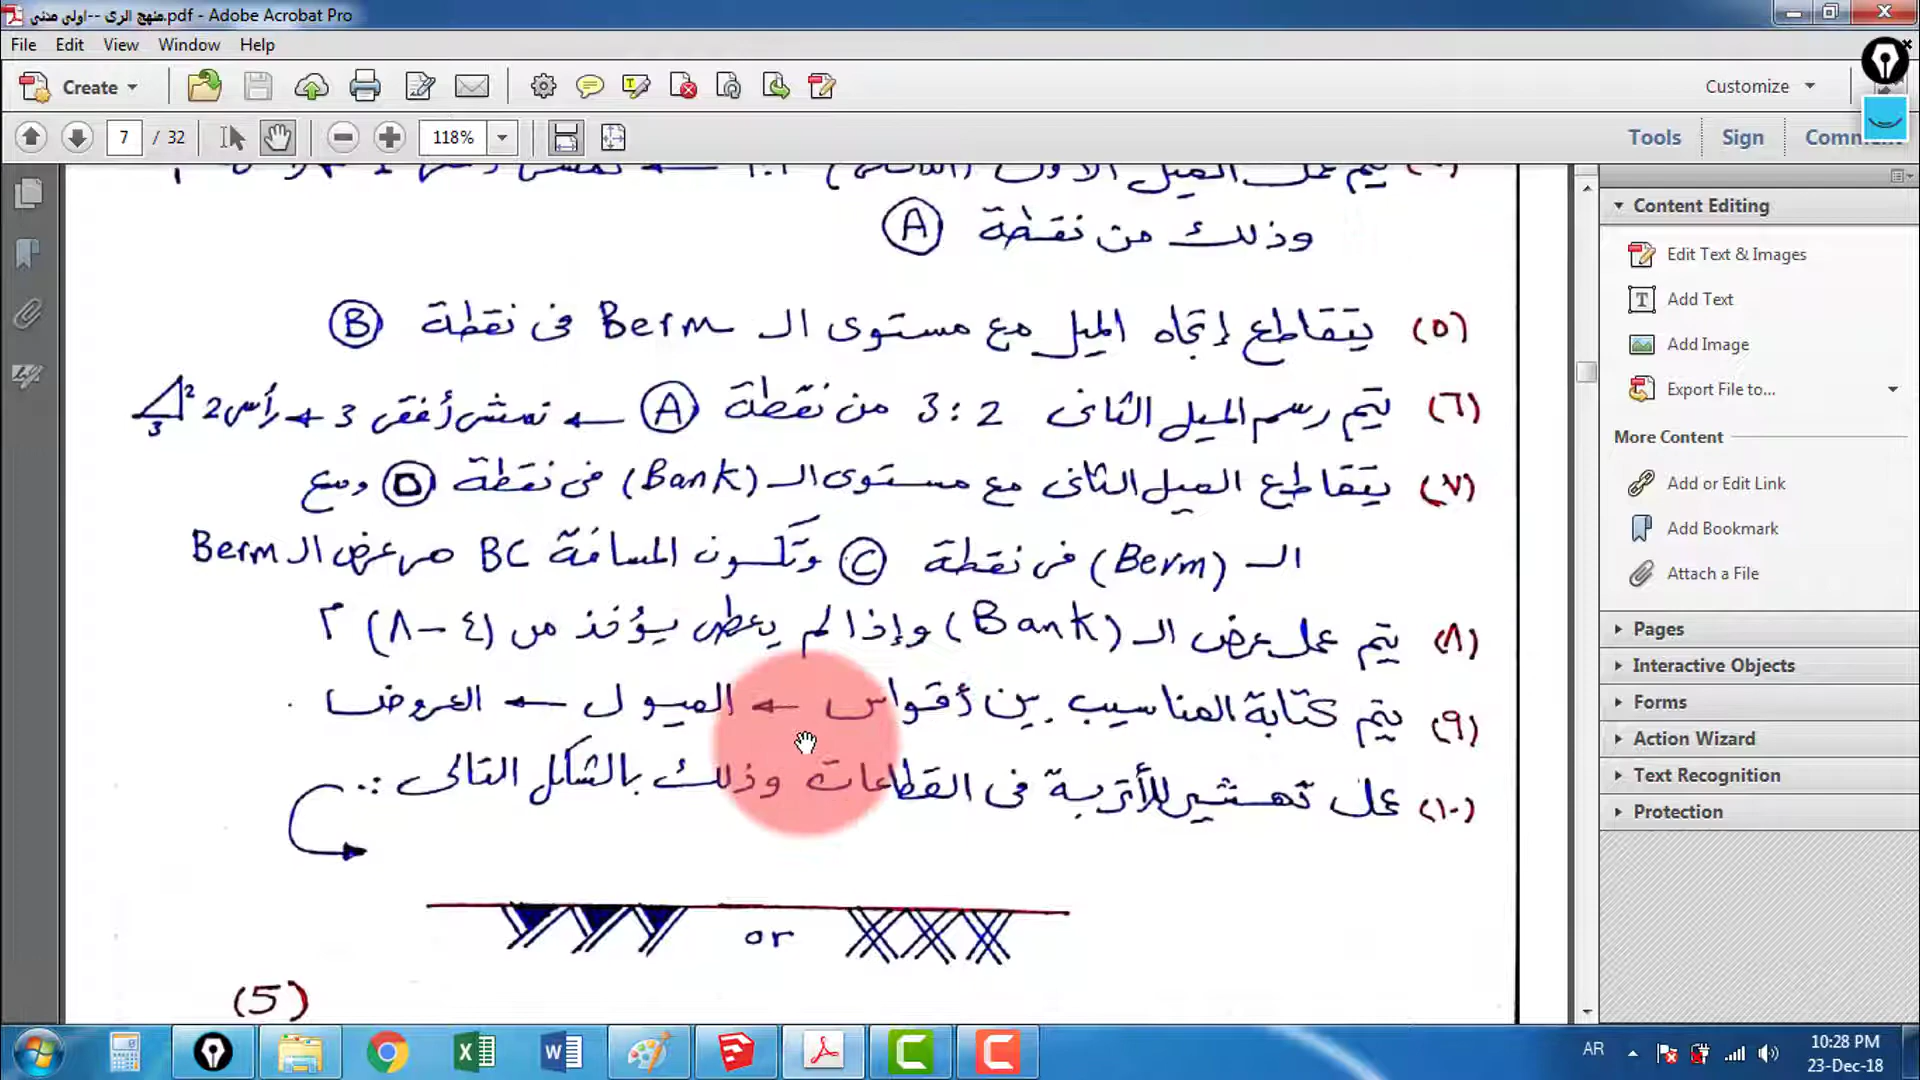 منهج الرى --اولى مدنى.pdf - Adobe Acrobat Pro
File Edit View Window Help
Create
Customize
7 / 32
118%
Tools Sign Comment
وذلك من نقطة A
(٥) يتقاطع إتجاه الميل مع مستوى الـ Berm فى نقطة B
(٦) يتم رسم الميل الثانى 3:2 من نقطة A ← نمشى أفقى 3 ← رأسى 2
2
3
(٧) يتقاطع الميل الثانى مع مستوى الـ (Bank) فى نقطة D ومع
الـ (Berm) فى نقطة C وتكون المسافة BC هى عرض الـ Berm
(٨) يتم عمل عرض الـ (Bank) وإذا لم يعطى يؤخذ من (٤ – ٨) م
(٩) يتم كتابة المناسيب بين أقواس ← الميول ← العروض
(١٠) عمل تهشير للأتربة فى القطاعات وذلك بالشكل التالى :
or
(5)
Content Editing
Edit Text & Images
Add Text
Add Image
Export File to...
More Content
Add or Edit Link
Add Bookmark
Attach a File
Pages
Interactive Objects
Forms
Action Wizard
Text Recognition
Protection
AR
10:28 PM
23-Dec-18